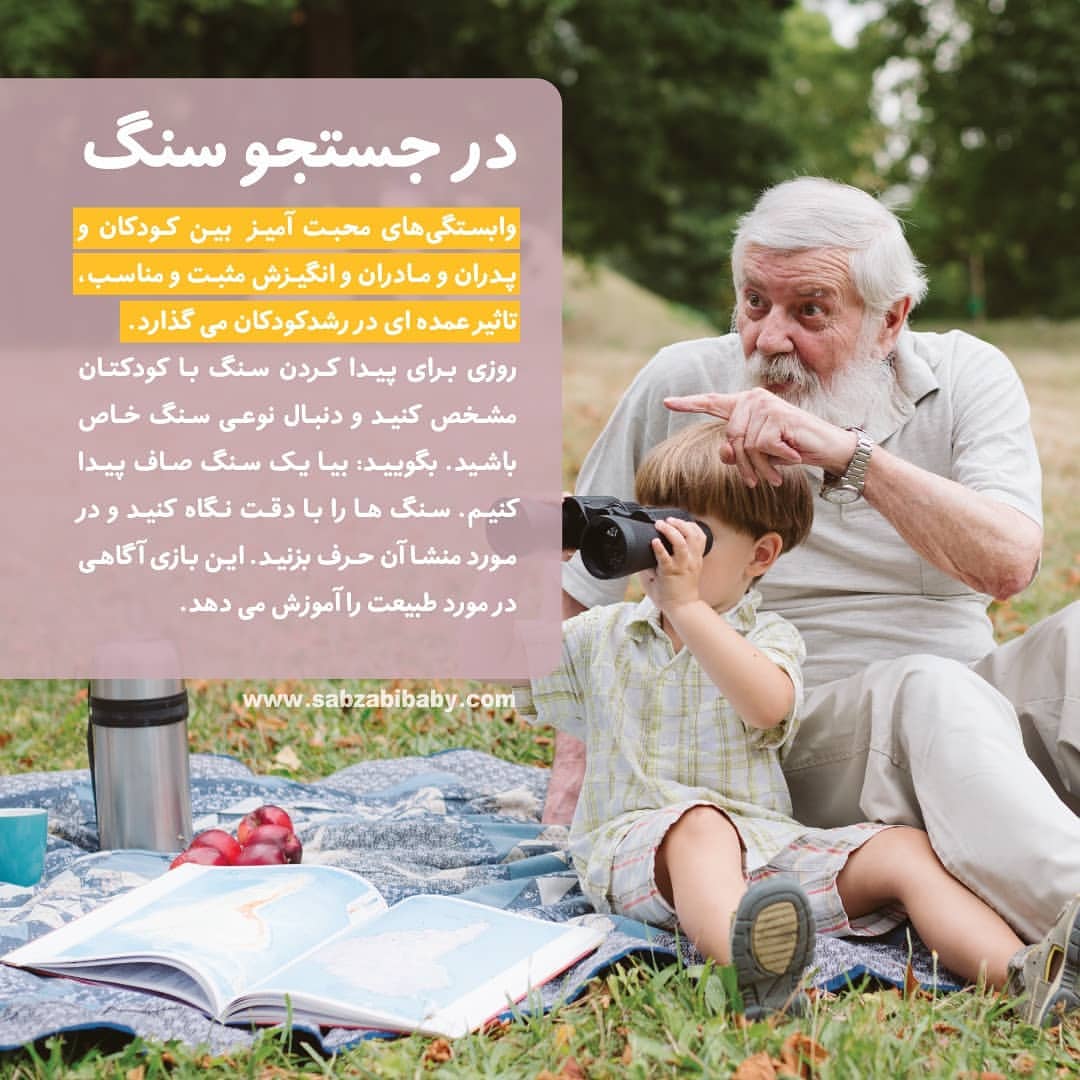 در جستجو سنگ
وابستگی‌های محبت آمیز بین کودکان و
پدران و مادران و انگیزش مثبت و مناسب،
تاثیر عمده ای در رشدکودکان می گذارد.
روزی برای پیدا کردن سنگ با کودکتان
مشخص کنید و دنبال نوعی سنگ خاص
باشید. بگویید: بیا یک سنگ صاف پیدا
کنیم. سنگ ها را با دقت نگاه کنید و در
مورد منشا آن حرف بزنید. این بازی آگاهی
در مورد طبیعت را آموزش می دهد.
www.sabzabibaby.com